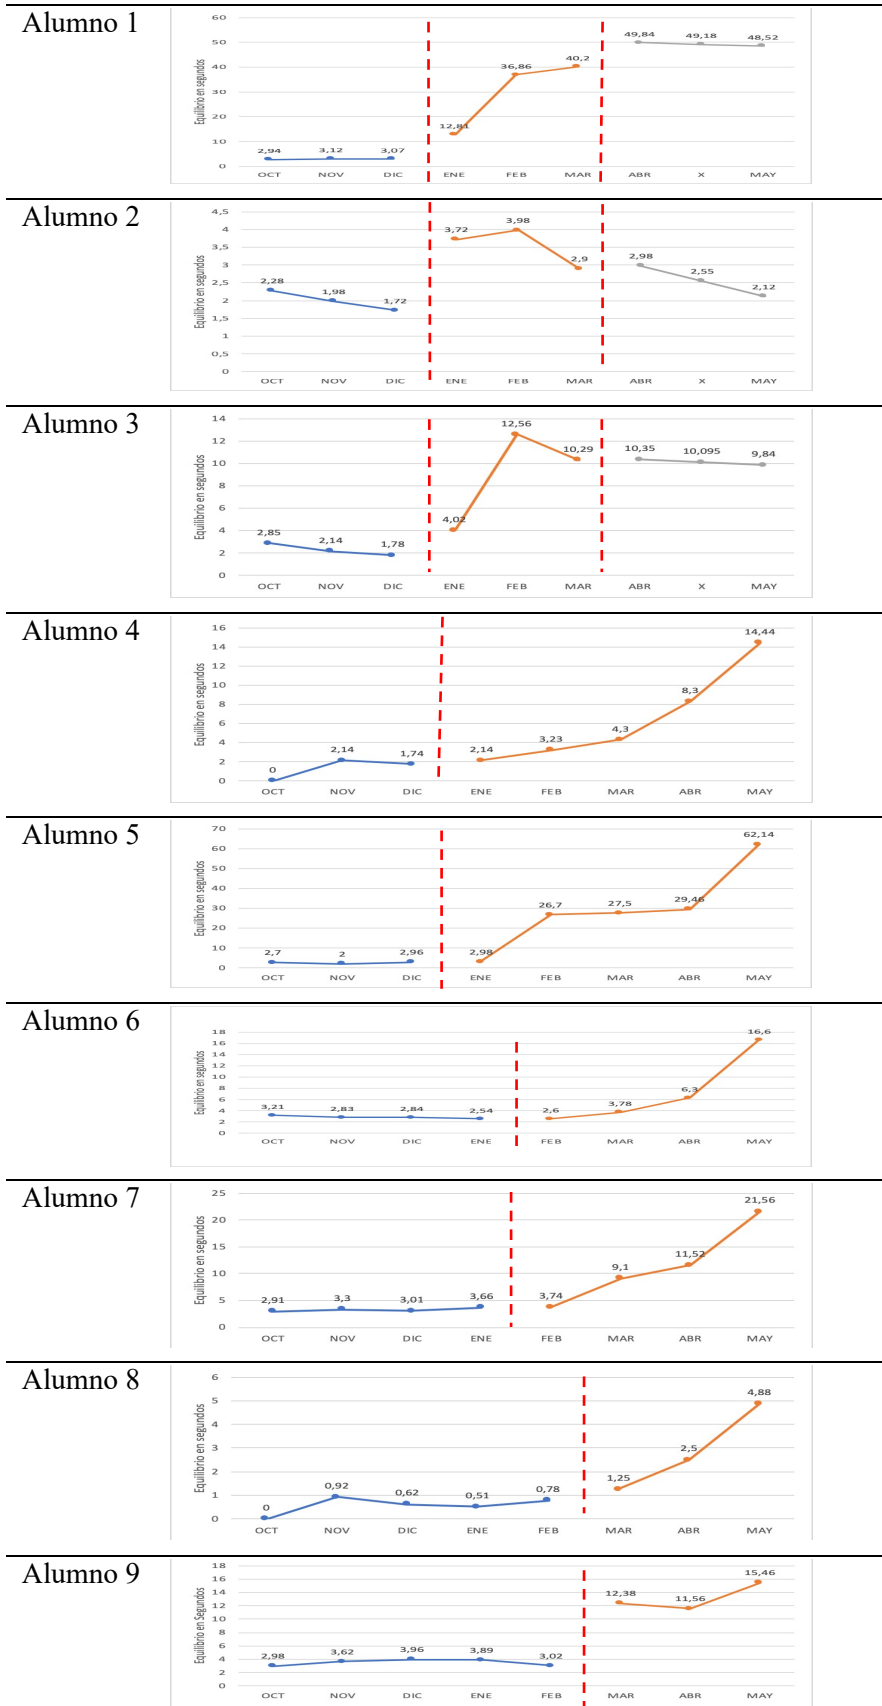 Alumno 1
Equilibrio en segundos
60
50
40
30
20
10
0
2,94 3,12 3,07 12,81 36,86 40,2 49,84 49,18 48,52
OCT NOV DIC ENE FEB MAR ABR X MAY
Alumno 2
Equilibrio en segundos
4,5
4
3,5
3
2,5
2
1,5
1
0,5
0
2,28 1,98 1,72 3,72 3,98 2,9 2,98 2,55 2,12
OCT NOV DIC ENE FEB MAR ABR X MAY
Alumno 3
Equilibrio en segundos
14
12
10
8
6
4
2
0
2,85 2,14 1,78 4,02 12,56 10,29 10,35 10,095 9,84
OCT NOV DIC ENE FEB MAR ABR X MAY
Alumno 4
Equilibrio en segundos
16
14
12
10
8
6
4
2
0
0 2,14 1,74 2,14 3,23 4,3 8,3 14,44
OCT NOV DIC ENE FEB MAR ABR MAY
Alumno 5
Equilibrio en segundos
70
60
50
40
30
20
10
0
2,7 2 2,96 2,98 26,7 27,5 29,46 62,14
OCT NOV DIC ENE FEB MAR ABR MAY
Alumno 6
Equilibrio en segundos
18
16
14
12
10
8
6
4
2
0
3,21 2,83 2,84 2,54 2,6 3,78 6,3 16,6
OCT NOV DIC ENE FEB MAR ABR MAY
Alumno 7
Equilibrio en segundos
25
20
15
10
5
0
2,91 3,3 3,01 3,66 3,74 9,1 11,52 21,56
OCT NOV DIC ENE FEB MAR ABR MAY
Alumno 8
Equilibrio en segundos
6
5
4
3
2
1
0
0 0,92 0,62 0,51 0,78 1,25 2,5 4,88
OCT NOV DIC ENE FEB MAR ABR MAY
Alumno 9
Equilibrio en Segundos
18
16
14
12
10
8
6
4
2
0
2,98 3,62 3,96 3,89 3,02 12,38 11,56 15,46
OCT NOV DIC ENE FEB MAR ABR MAY